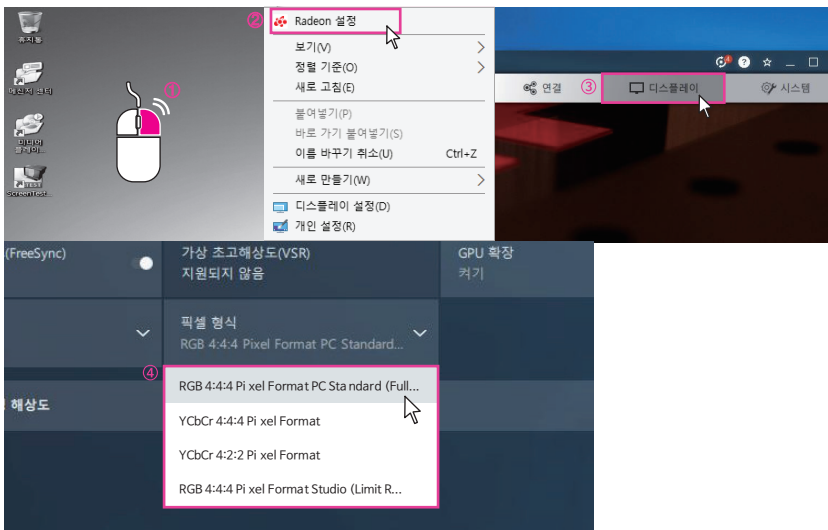 휴지통
메신저 센터
미디어
플레이...
ScreenTest...
①
②
Radeon 설정
보기(V)
정렬 기준(O)
새로 고침(E)
붙여넣기(P)
바로 가기 붙여넣기(S)
이름 바꾸기 취소(U) Ctrl+Z
새로 만들기(W)
디스플레이 설정(D)
개인 설정(R)
연결 ③ 디스플레이 시스템
(FreeSync)
가상 초고해상도(VSR)
지원되지 않음
GPU 확장
켜기
픽셀 형식
RGB 4:4:4 Pixel Format PC Standard...
④
해상도
RGB 4:4:4 Pi xel Format PC Sta ndard (Full...
YCbCr 4:4:4 Pi xel Format
YCbCr 4:2:2 Pi xel Format
RGB 4:4:4 Pi xel Format Studio (Limit R...